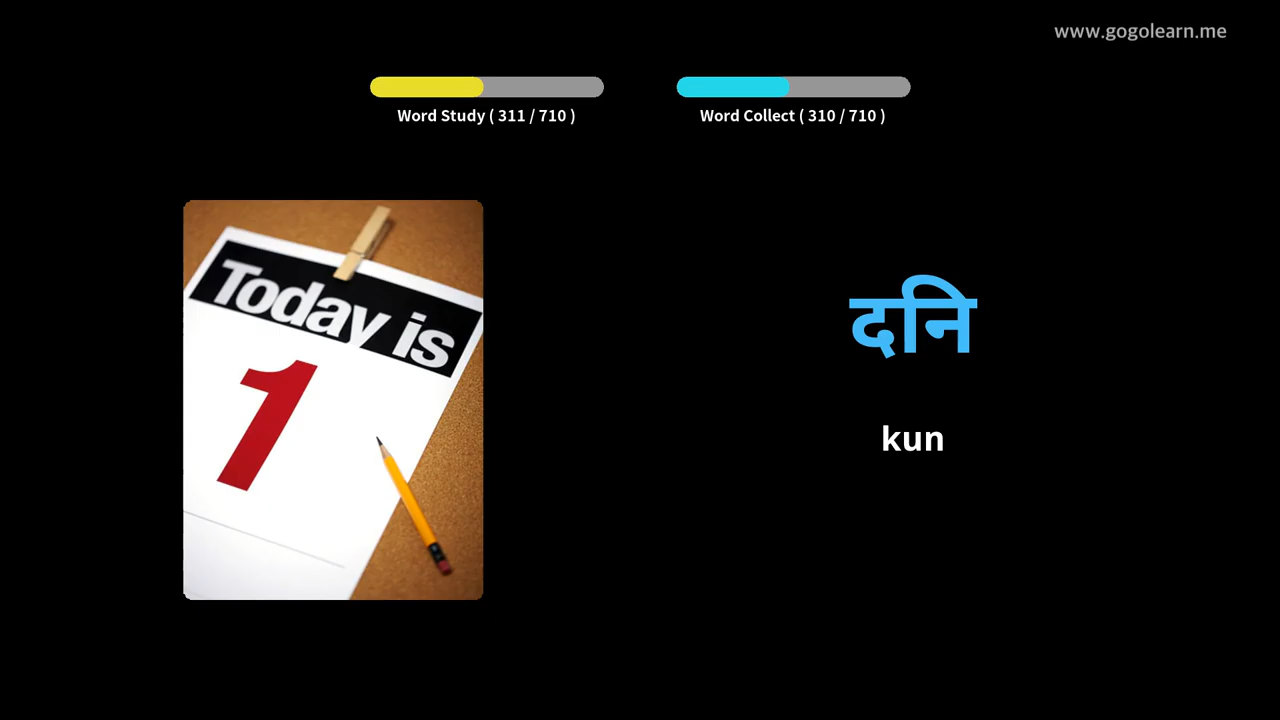 www.gogolearn.me
Word Study ( 311 / 710 )
Word Collect ( 310 / 710 )
Today is
1
दनि
kun